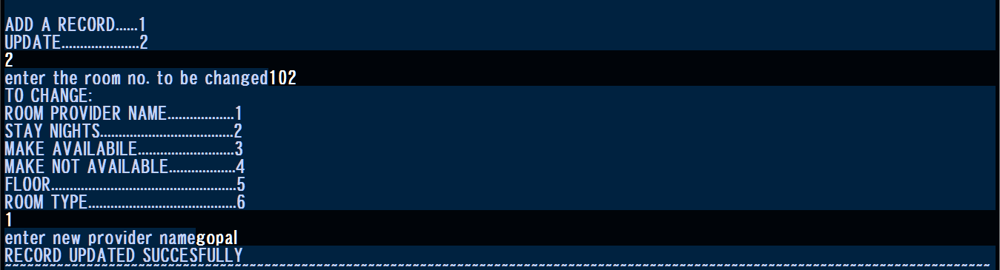 ADD A RECORD......1
UPDATE.....................2
2
enter the room no. to be changed102
TO CHANGE:
ROOM PROVIDER NAME..................1
STAY NIGHTS....................................2
MAKE AVAILABILE..........................3
MAKE NOT AVAILABLE..................4
FLOOR..................................................5
ROOM TYPE........................................6
1
enter new provider namegopal
RECORD UPDATED SUCCESFULLY
~~~~~~~~~~~~~~~~~~~~~~~~~~~~~~~~~~~~~~~~~~~~~~~~~~~~~~~~~~~~~~~~~~~~~~~~~~~~~~~~~~~~~~~~~~~~~~~~~~~~~~~~~~~~~~~~~~~~~~~~~~~~~~~~~~~~~